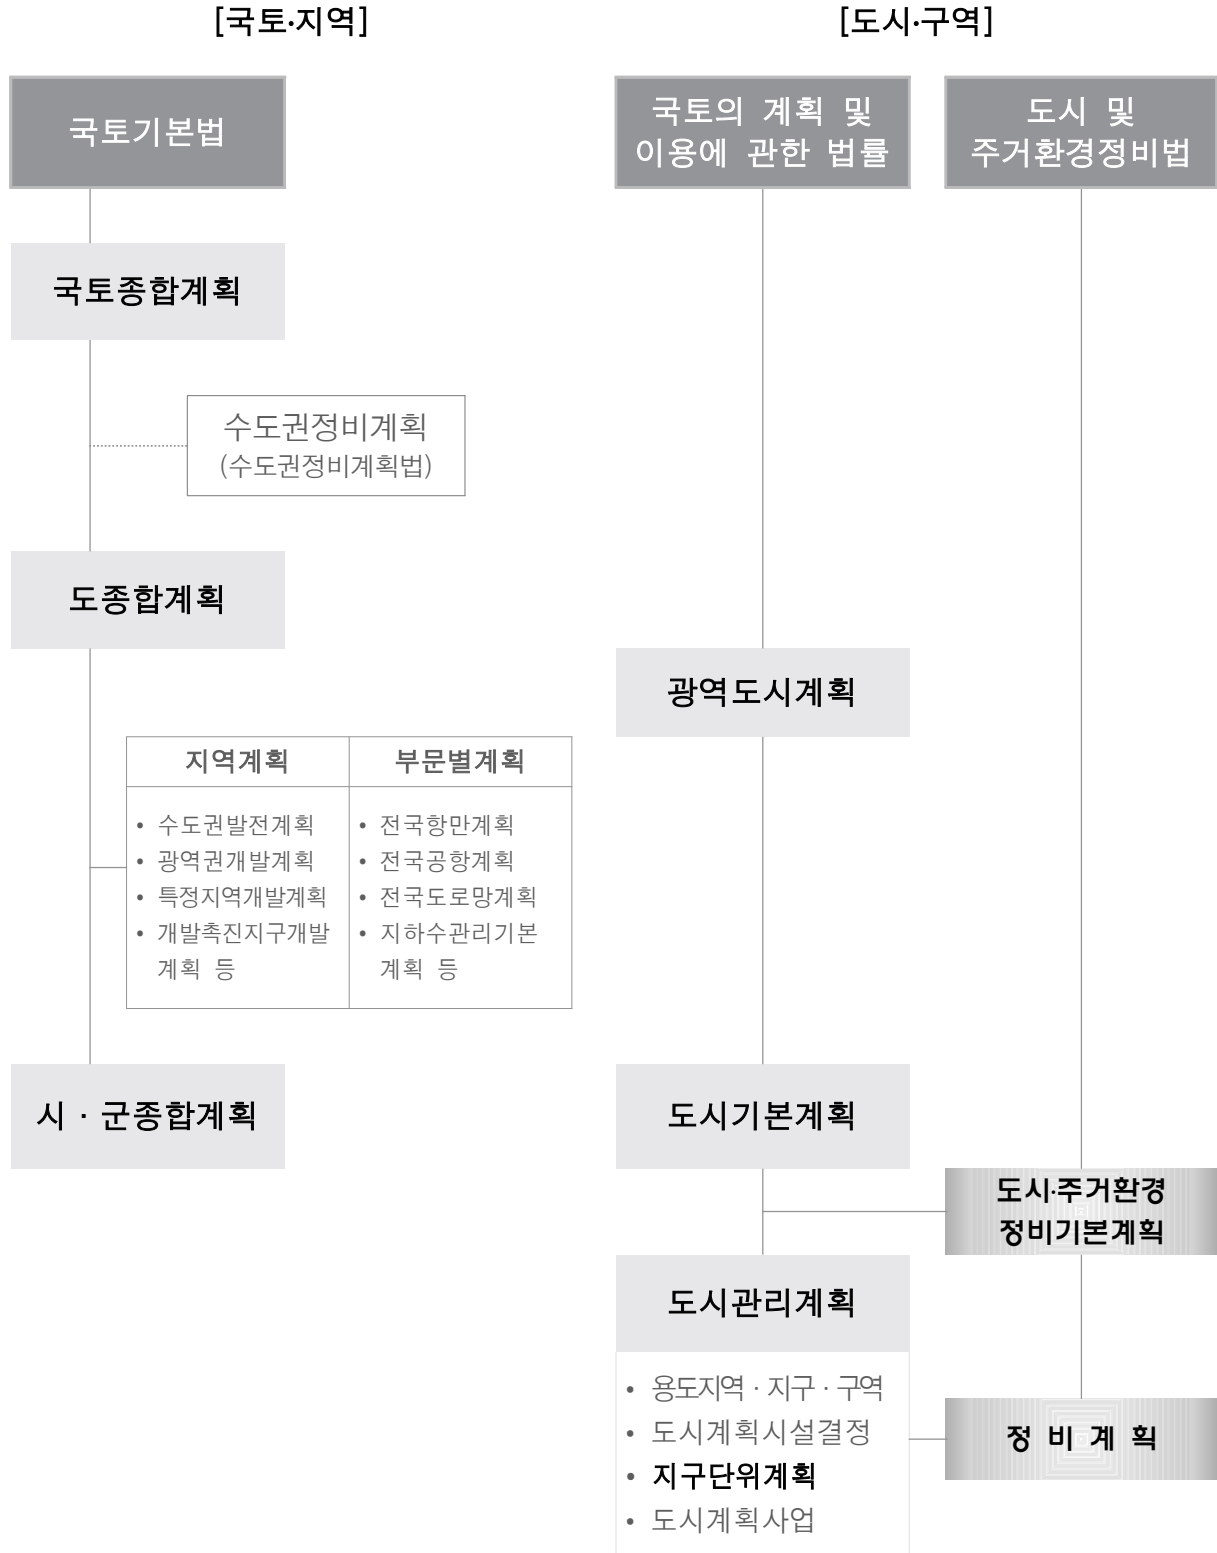 [국토·지역]
[도시·구역]
국토기본법
국토의 계획 및
이용에 관한 법률
도시 및
주거환경정비법
국토종합계획
수도권정비계획
(수도권정비계획법)
도종합계획
광역도시계획
지역계획
• 수도권발전계획
• 광역권개발계획
• 특정지역개발계획
• 개발촉진지구개발
계획 등
부문별계획
• 전국항만계획
• 전국공항계획
• 전국도로망계획
• 지하수관리기본
계획 등
시 · 군종합계획
도시기본계획
도시·주거환경
정비기본계획
도시관리계획
• 용도지역 · 지구 · 구역
• 도시계획시설결정
• 지구단위계획
• 도시계획사업
정 비 계 획